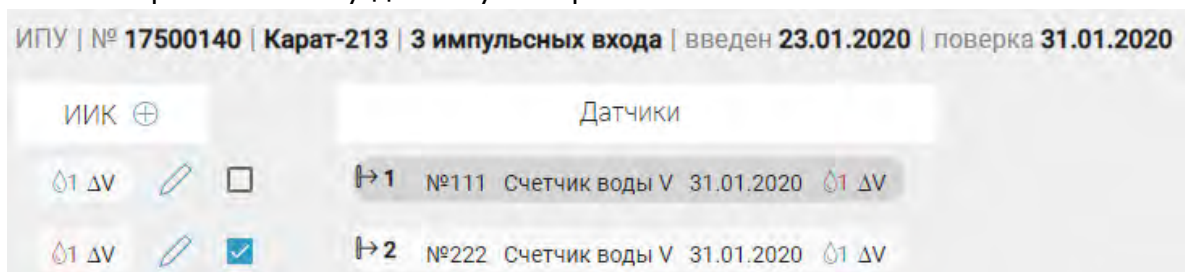 ИПУ | № 17500140 | Карат-213 | 3 импульсных входа | введен 23.01.2020 | поверка 31.01.2020
ИИК Датчики
1 ΔV 1 №111 Счетчик воды V 31.01.2020 1 ΔV
1 ΔV 2 №222 Счетчик воды V 31.01.2020 1 ΔV